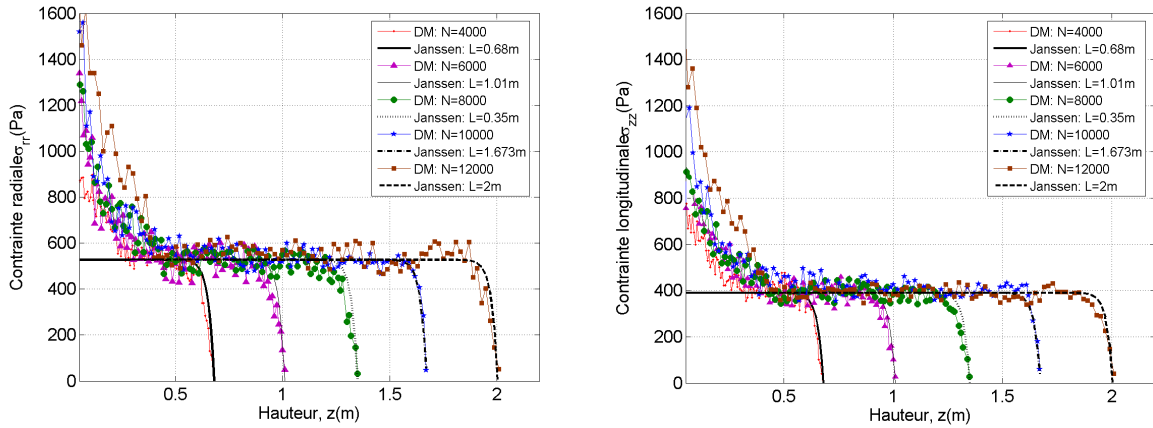 1600
1400
1200
1000
800
600
400
200
0
Contrainte radialeσrr(Pa)
0.5
1
1.5
2
Hauteur, z(m)
DM: N=4000
Janssen: L=0.68m
DM: N=6000
Janssen: L=1.01m
DM: N=8000
Janssen: L=0.35m
DM: N=10000
Janssen: L=1.673m
DM: N=12000
Janssen: L=2m
1600
1400
1200
1000
800
600
400
200
0
Contrainte longitudinaleσzz(Pa)
0.5
1
1.5
2
Hauteur, z(m)
DM: N=4000
Janssen: L=0.68m
DM: N=6000
Janssen: L=1.01m
DM: N=8000
Janssen: L=0.35m
DM: N=10000
Janssen: L=1.673m
DM: N=12000
Janssen: L=2m